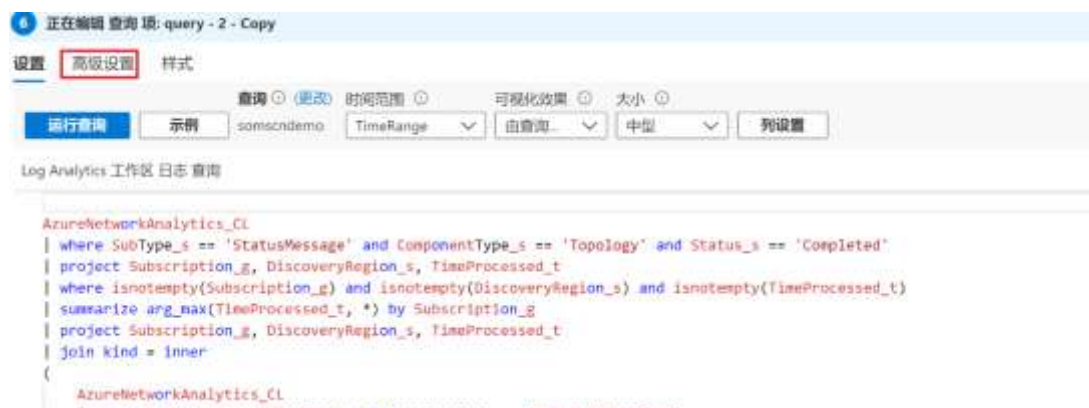 6 正在编辑 查询 项: query - 2 - Copy
设置 高级设置 样式
查询 (更改) 时间范围 可视化效果 大小
运行查询 示例 somscndemo TimeRange 由查询... 中型 列设置
Log Analytics 工作区 日志 查询
AzureNetworkAnalytics_CL
| where SubType_s == 'StatusMessage' and ComponentType_s == 'Topology' and Status_s == 'Completed'
| project Subscription_g, DiscoveryRegion_s, TimeProcessed_t
| where isnotempty(Subscription_g) and isnotempty(DiscoveryRegion_s) and isnotempty(TimeProcessed_t)
| summarize arg_max(TimeProcessed_t, *) by Subscription_g
| project Subscription_g, DiscoveryRegion_s, TimeProcessed_t
| join kind = inner
(
AzureNetworkAnalytics_CL